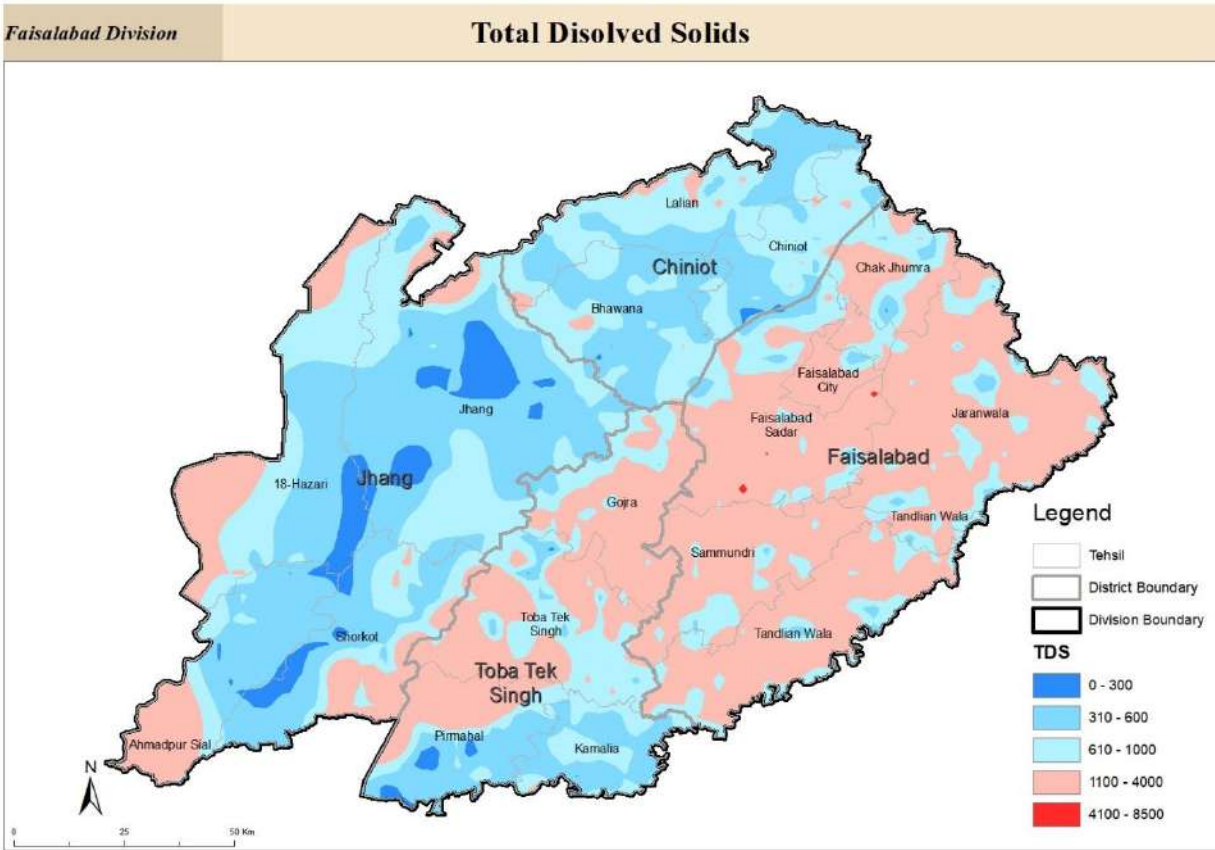 Faisalabad Division
Total Disolved Solids
Lalian
Chiniot
Chiniot
Chak Jhumra
Bhawana
Faisalabad
City
Jhang
Faisalabad
Sadar
Jaranwala
Faisalabad
18-Hazari
Jhang
Gojra
Tandlian Wala
Sammundri
Toba Tek
Singh
Shorkot
Tandlian Wala
Toba Tek
Singh
Pirmahal
Kamalia
Ahmadpur Sial
N
0 25 50 Km
Legend
Tehsil
District Boundary
Division Boundary
TDS
0 - 300
310 - 600
610 - 1000
1100 - 4000
4100 - 8500